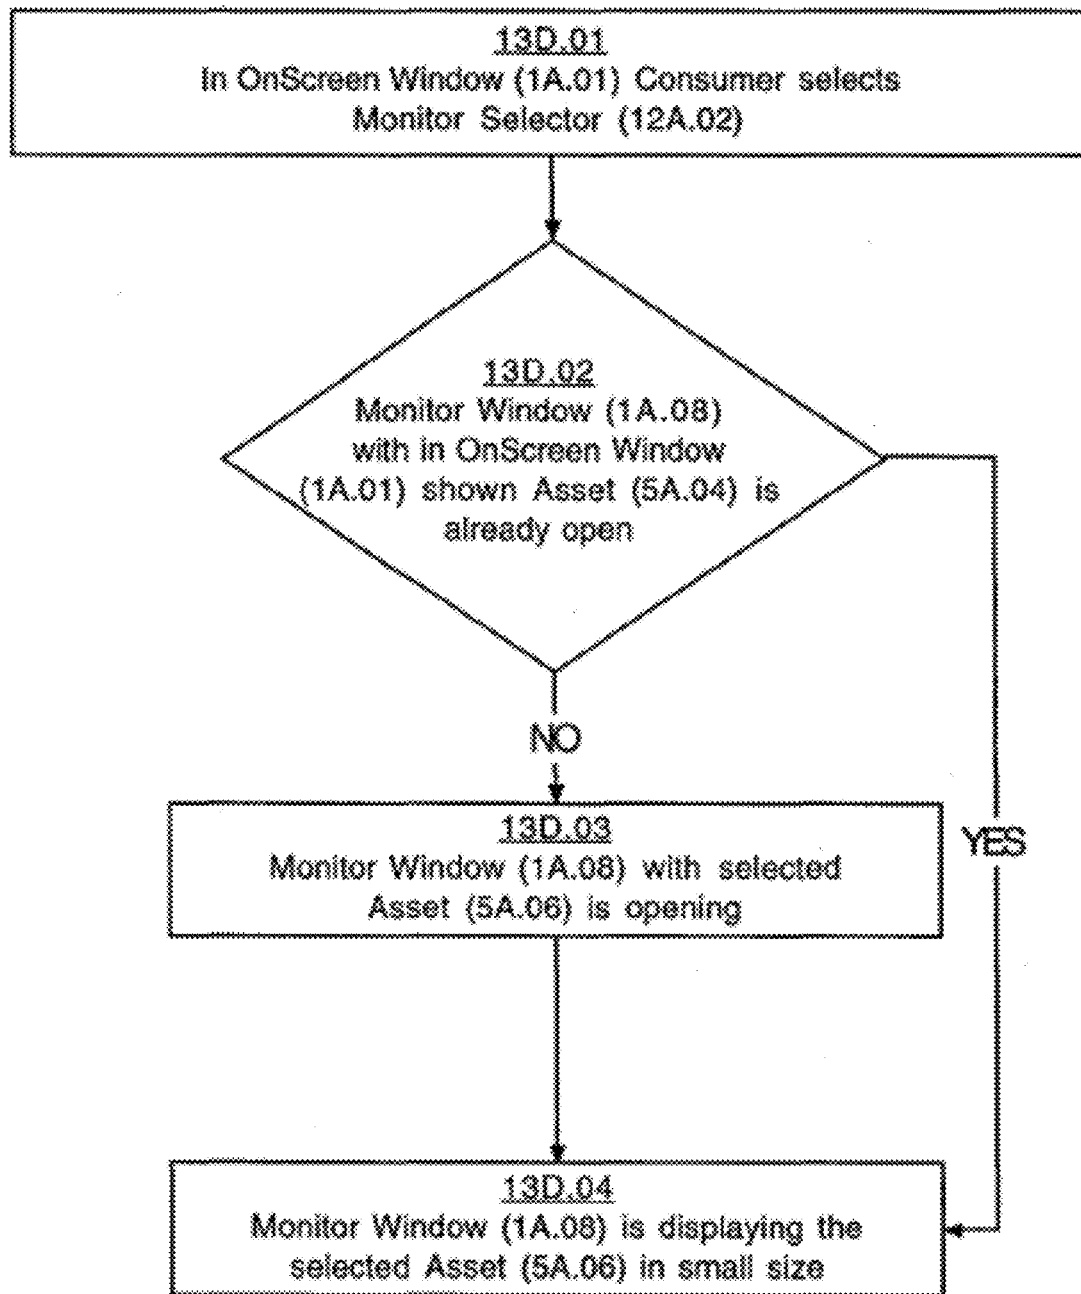 13D.01
In OnScreen Window (1A.01) Consumer selects
Monitor Selector (12A.02)
13D.02
Monitor Window (1A.08)
with in OnScreen Window
(1A.01) shown Asset (5A.04) is
already open
NO
13D.03
Monitor Window (1A.08) with selected
Asset (5A.06) is opening
YES
13D.04
Monitor Window (1A.08) is displaying the
selected Asset (5A.06) in small size